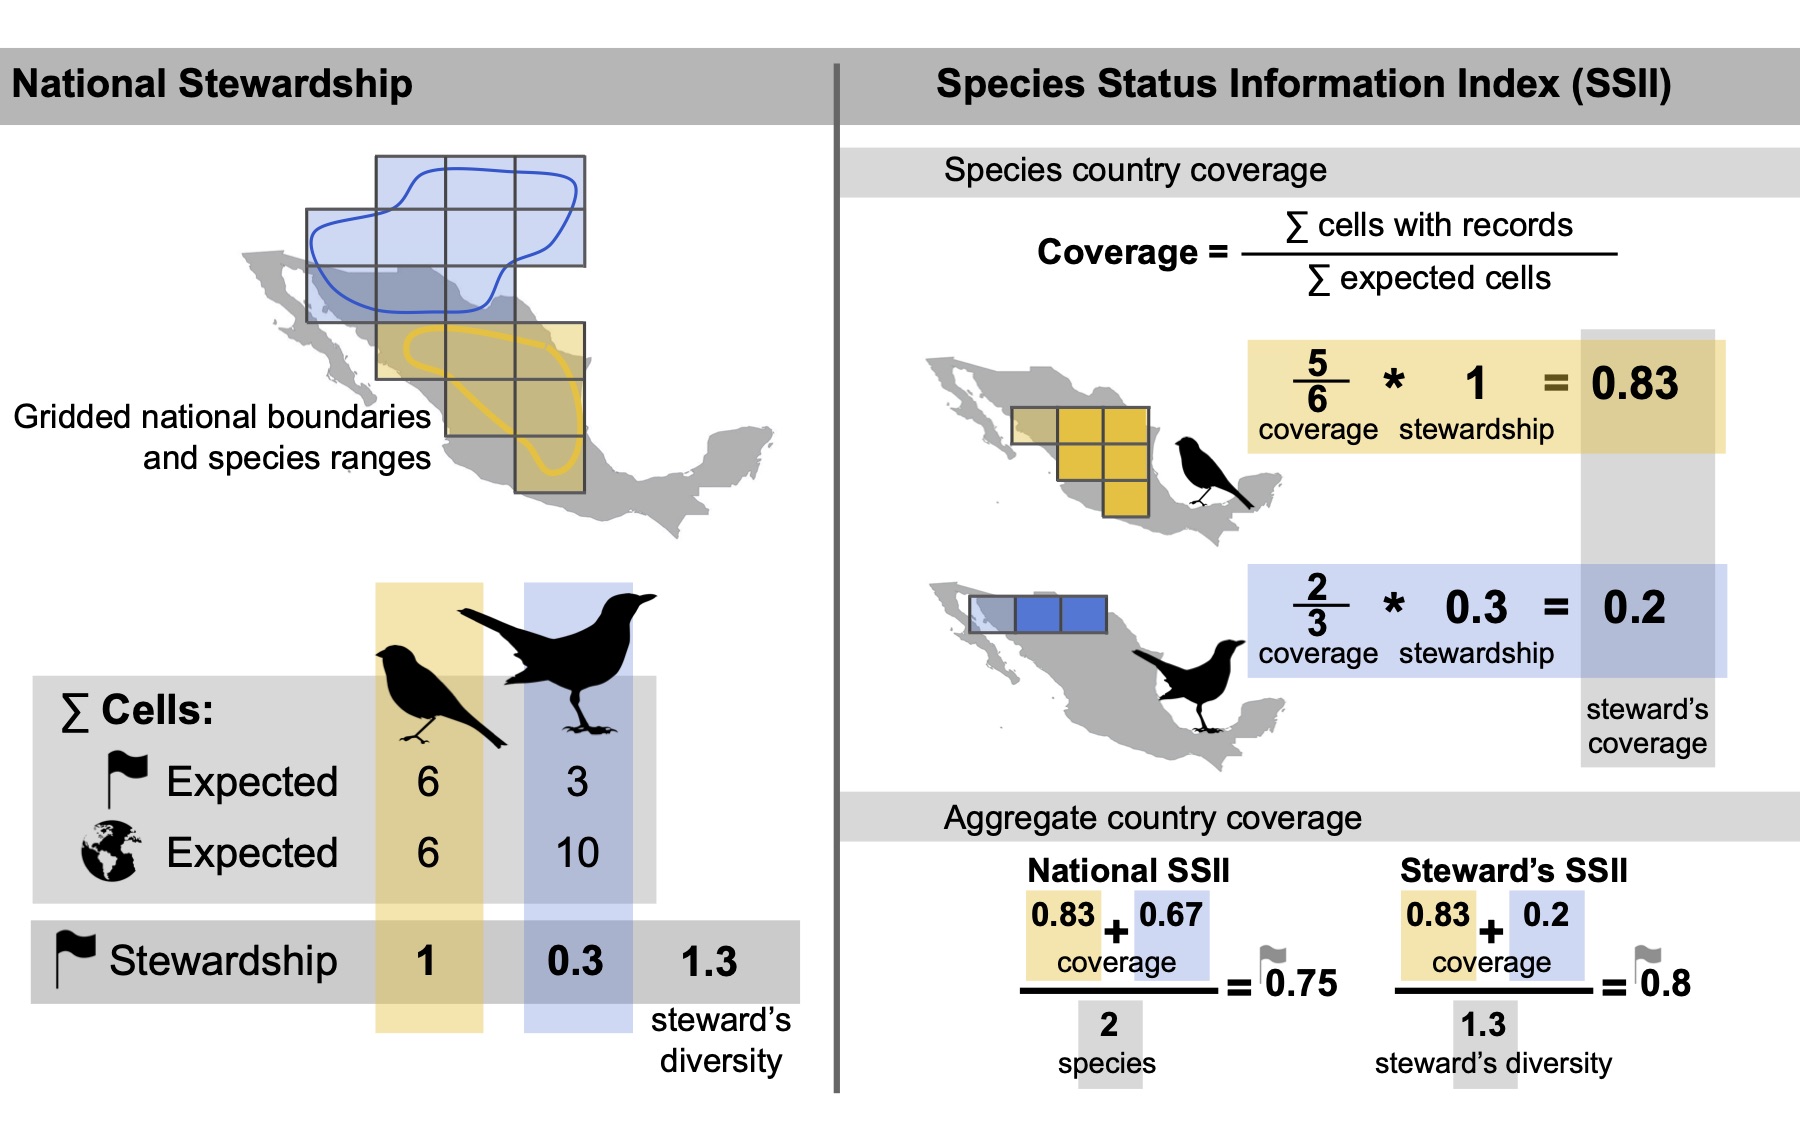 National Stewardship
Gridded national boundaries
and species ranges
∑ Cells:
Expected 6 3
Expected 6 10
Stewardship 1 0.3 1.3
steward's
diversity
Species Status Information Index (SSII)
Species country coverage
∑ cells with records
Coverage =
∑ expected cells
5
6
* 1 = 0.83
coverage stewardship
2
3
* 0.3 = 0.2
coverage stewardship
steward's
coverage
Aggregate country coverage
National SSII
0.83 + 0.67
coverage
= 0.75
2
species
Steward's SSII
0.83 + 0.2
coverage
= 0.8
1.3
steward's diversity